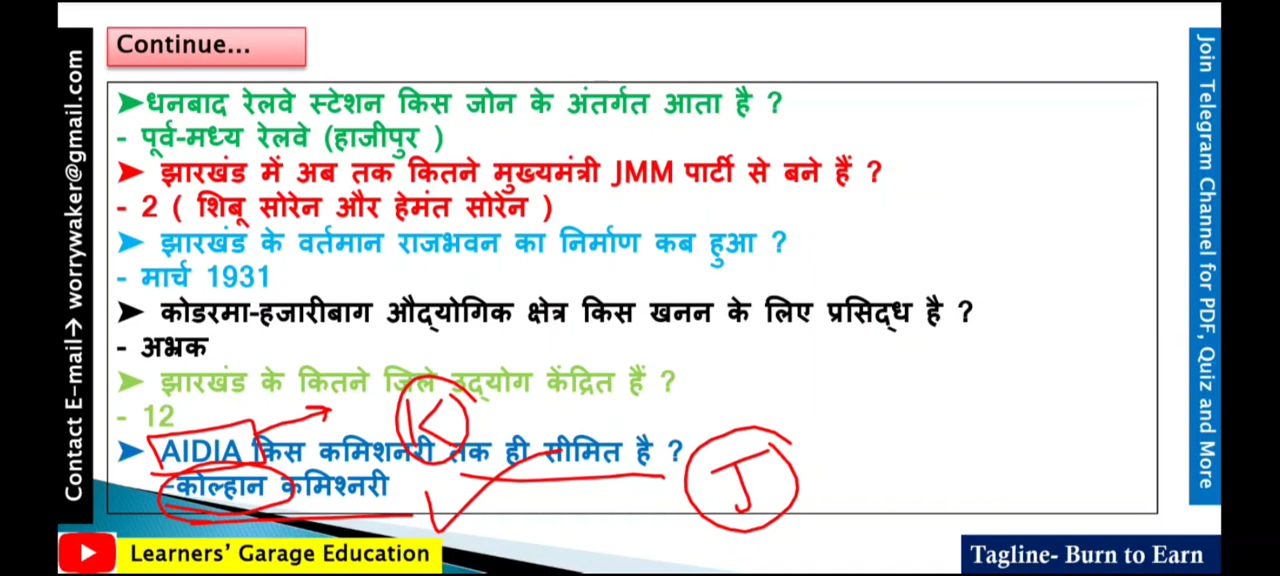 Continue...
➤धनबाद रेलवे स्टेशन किस जोन के अंतर्गत आता है ?
- पूर्व-मध्य रेलवे (हाजीपुर )
➤ झारखंड में अब तक कितने मुख्यमंत्री JMM पार्टी से बने हैं ?
- 2 ( शिबू सोरेन और हेमंत सोरेन )
➤ झारखंड के वर्तमान राजभवन का निर्माण कब हुआ ?
- मार्च 1931
➤ कोडरमा-हजारीबाग औद्योगिक क्षेत्र किस खनन के लिए प्रसिद्ध है ?
- अभ्रक
➤ झारखंड के कितने जिले उद्योग केंद्रित हैं ?
- 12
K
➤ AIDIA किस कमिशनरी तक ही सीमित है ?
J
-कोल्हान कमिश्नरी
Contact E-mail→ worrywaker@gmail.com
Join Telegram Channel for PDF, Quiz and More
Learners’ Garage Education
Tagline- Burn to Earn